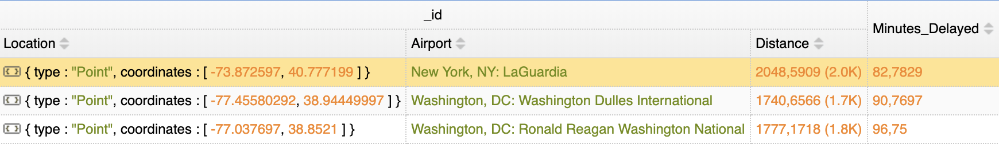 _id
Minutes_Delayed
Location Airport Distance
{ type : "Point", coordinates : [ -73.872597, 40.777199 ] } New York, NY: LaGuardia 2048,5909 (2.0K) 82,7829
{ type : "Point", coordinates : [ -77.45580292, 38.94449997 ] } Washington, DC: Washington Dulles International 1740,6566 (1.7K) 90,7697
{ type : "Point", coordinates : [ -77.037697, 38.8521 ] } Washington, DC: Ronald Reagan Washington National 1777,1718 (1.8K) 96,75